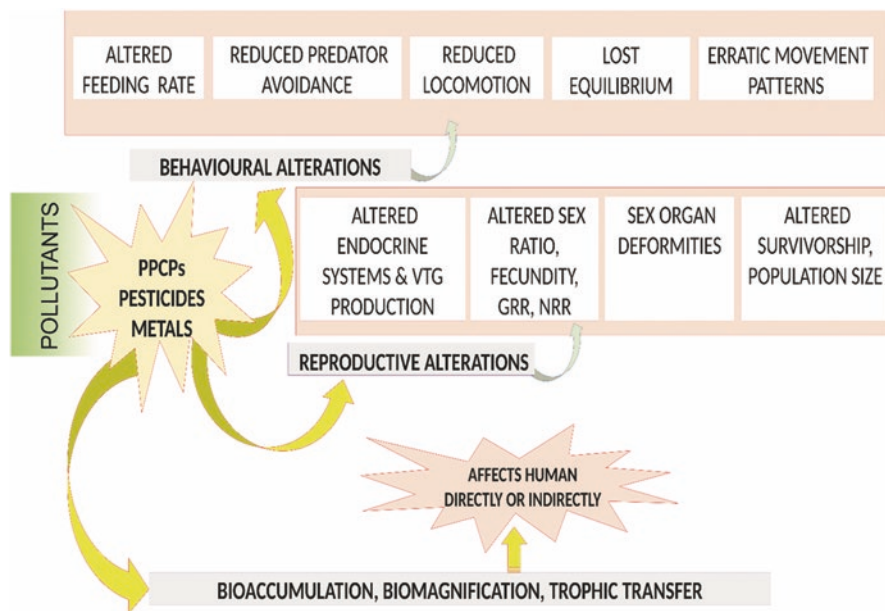 ALTERED
FEEDING RATE
REDUCED PREDATOR
AVOIDANCE
REDUCED
LOCOMOTION
LOST
EQUILIBRIUM
ERRATIC MOVEMENT
PATTERNS
BEHAVIOURAL ALTERATIONS
POLLUTANTS
PPCPs
PESTICIDES
METALS
ALTERED
ENDOCRINE
SYSTEMS & VTG
PRODUCTION
ALTERED SEX
RATIO,
FECUNDITY,
GRR, NRR
SEX ORGAN
DEFORMITIES
ALTERED
SURVIVORSHIP,
POPULATION SIZE
REPRODUCTIVE ALTERATIONS
AFFECTS HUMAN
DIRECTLY OR INDIRECTLY
BIOACCUMULATION, BIOMAGNIFICATION, TROPHIC TRANSFER